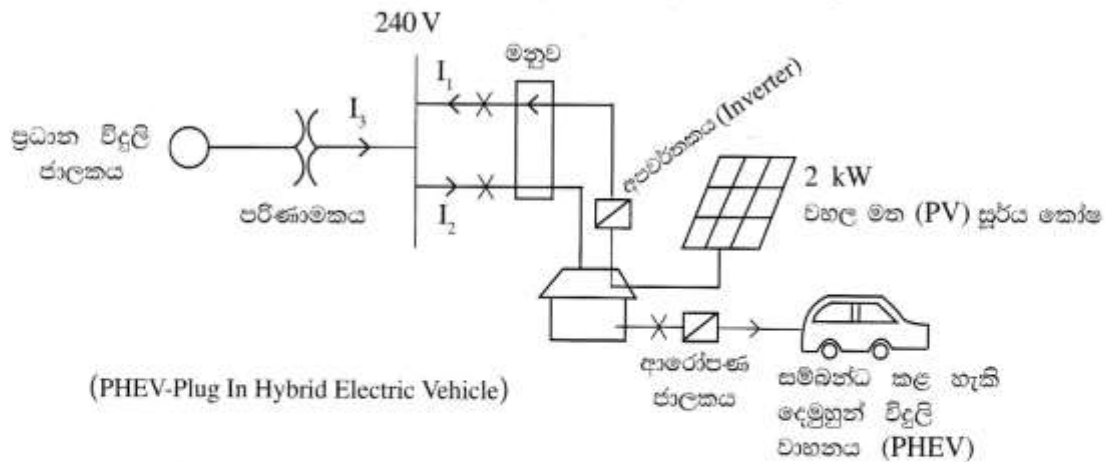 240 V
මනුව
I₁
අපවර්තකය (Inverter)
I₃
ප්‍රධාන විදුලි
ජාලකය
2 kW
වහල මත (PV) සූර්ය කෝෂ
පරිණාමකය
I₂
ආරෝපණ
ජාලකය
සම්බන්ධ කළ හැකි
දෙමුහුන් විදුලි
වාහනය (PHEV)
(PHEV-Plug In Hybrid Electric Vehicle)